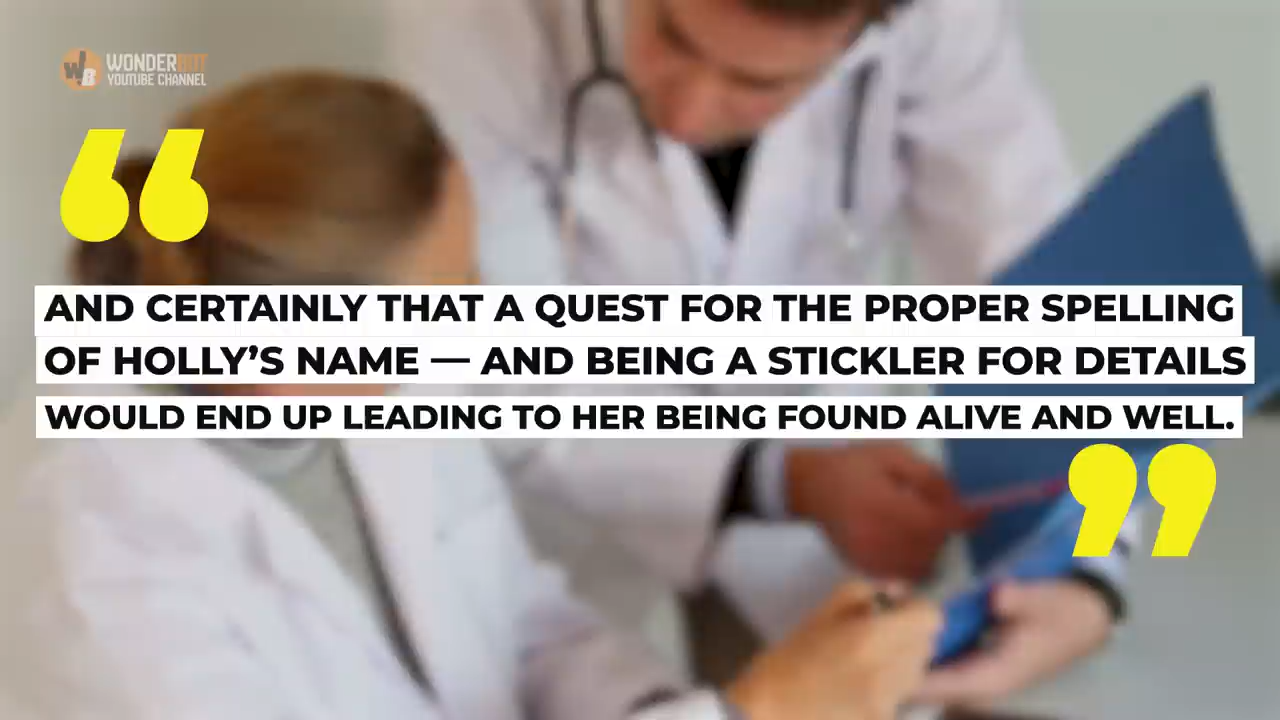 WONDERBOT
YOUTUBE CHANNEL
“
AND CERTAINLY THAT A QUEST FOR THE PROPER SPELLING
OF HOLLY’S NAME — AND BEING A STICKLER FOR DETAILS
WOULD END UP LEADING TO HER BEING FOUND ALIVE AND WELL.
”